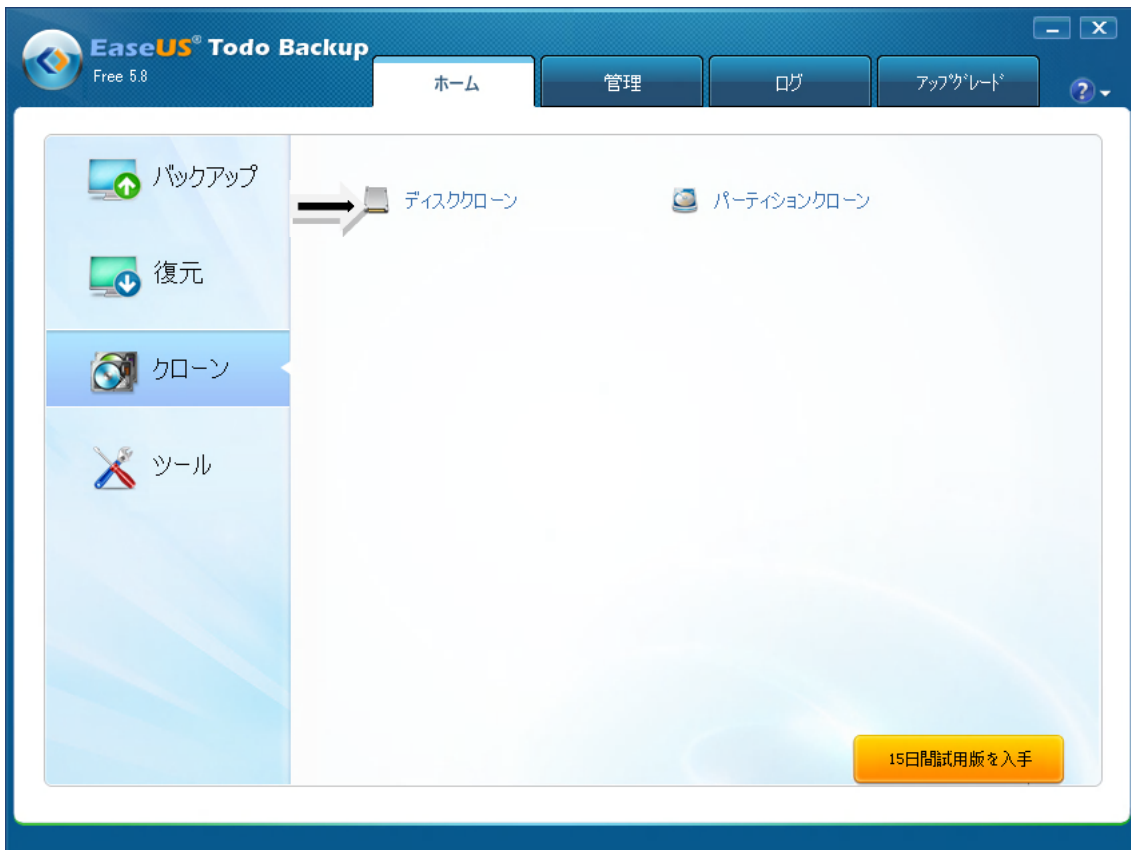 EaseUS® Todo Backup
Free 5.8
ホーム
管理
ログ
アップグレード
?
バックアップ
復元
クローン
ツール
ディスククローン
パーティションクローン
15日間試用版を入手